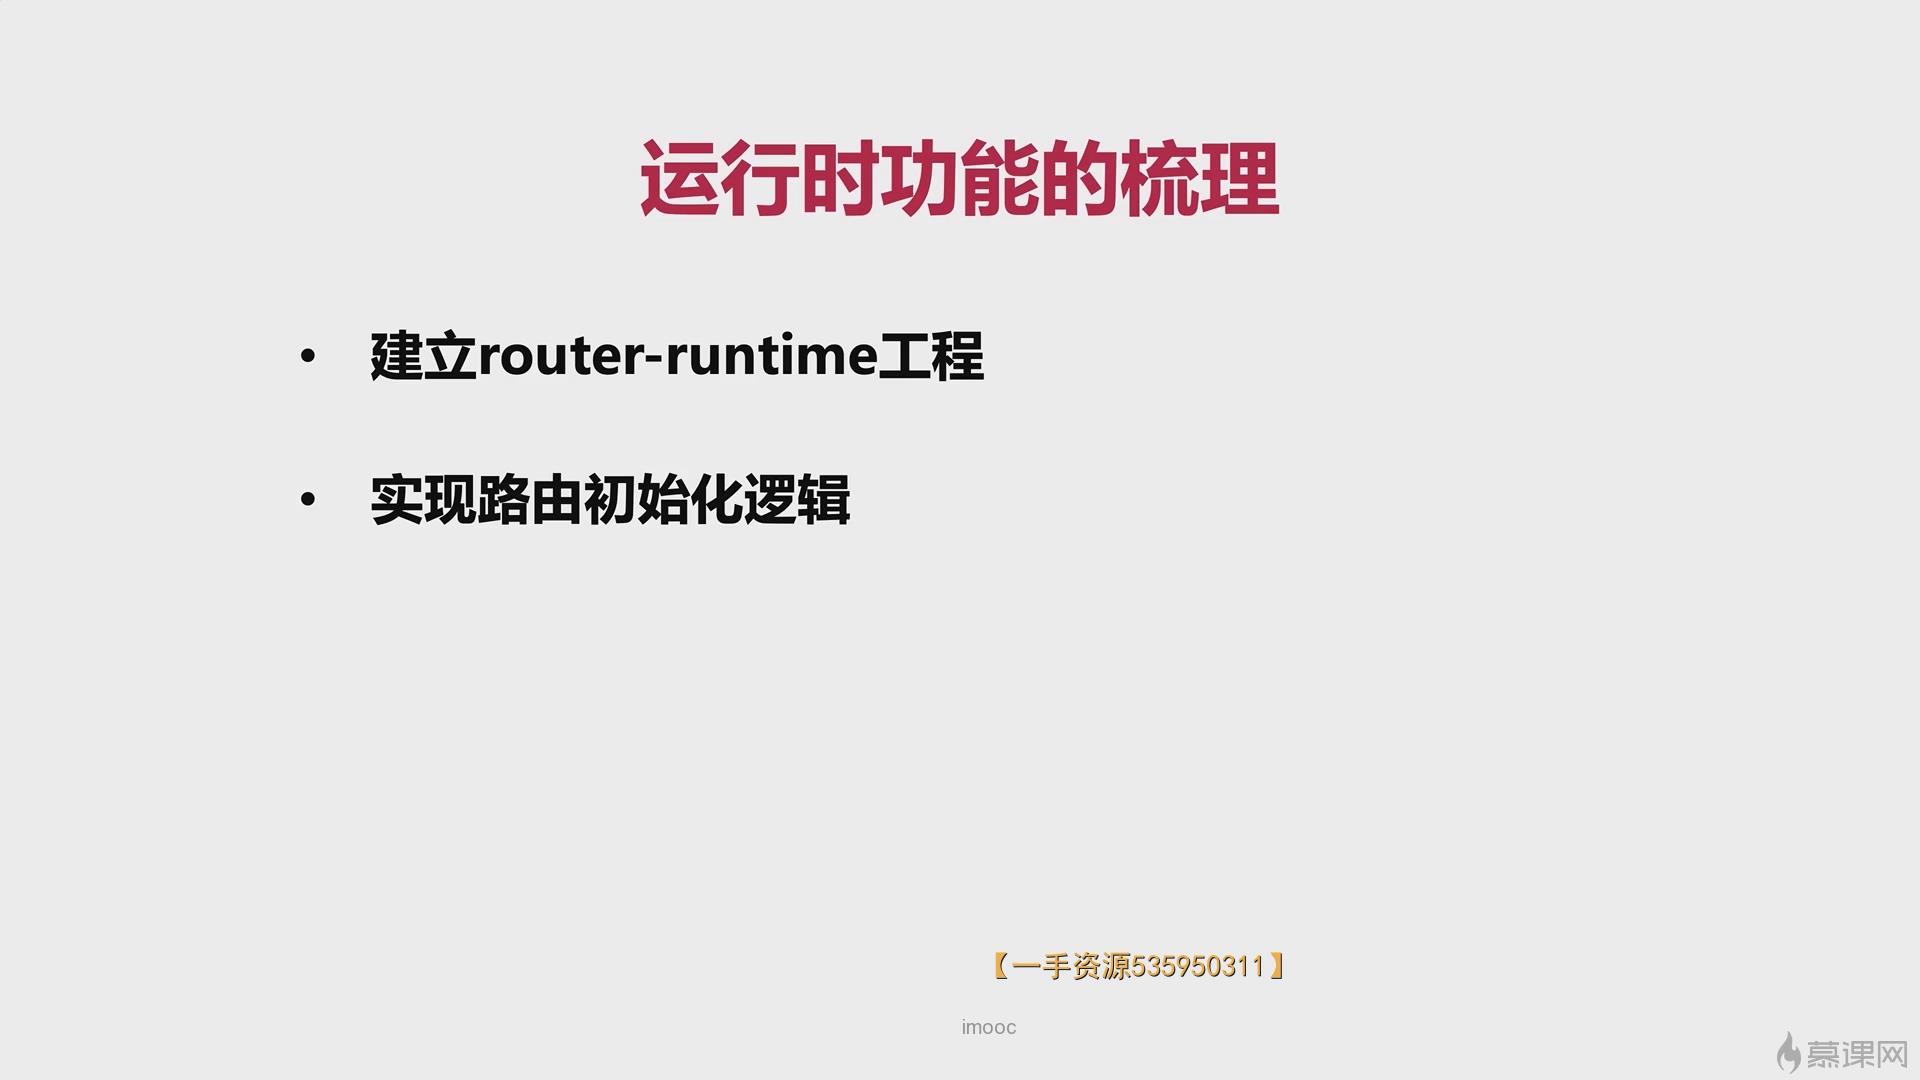 运行时功能的梳理
• 建立router-runtime工程
• 实现路由初始化逻辑
【一手资源535950311】
imooc
慕课网